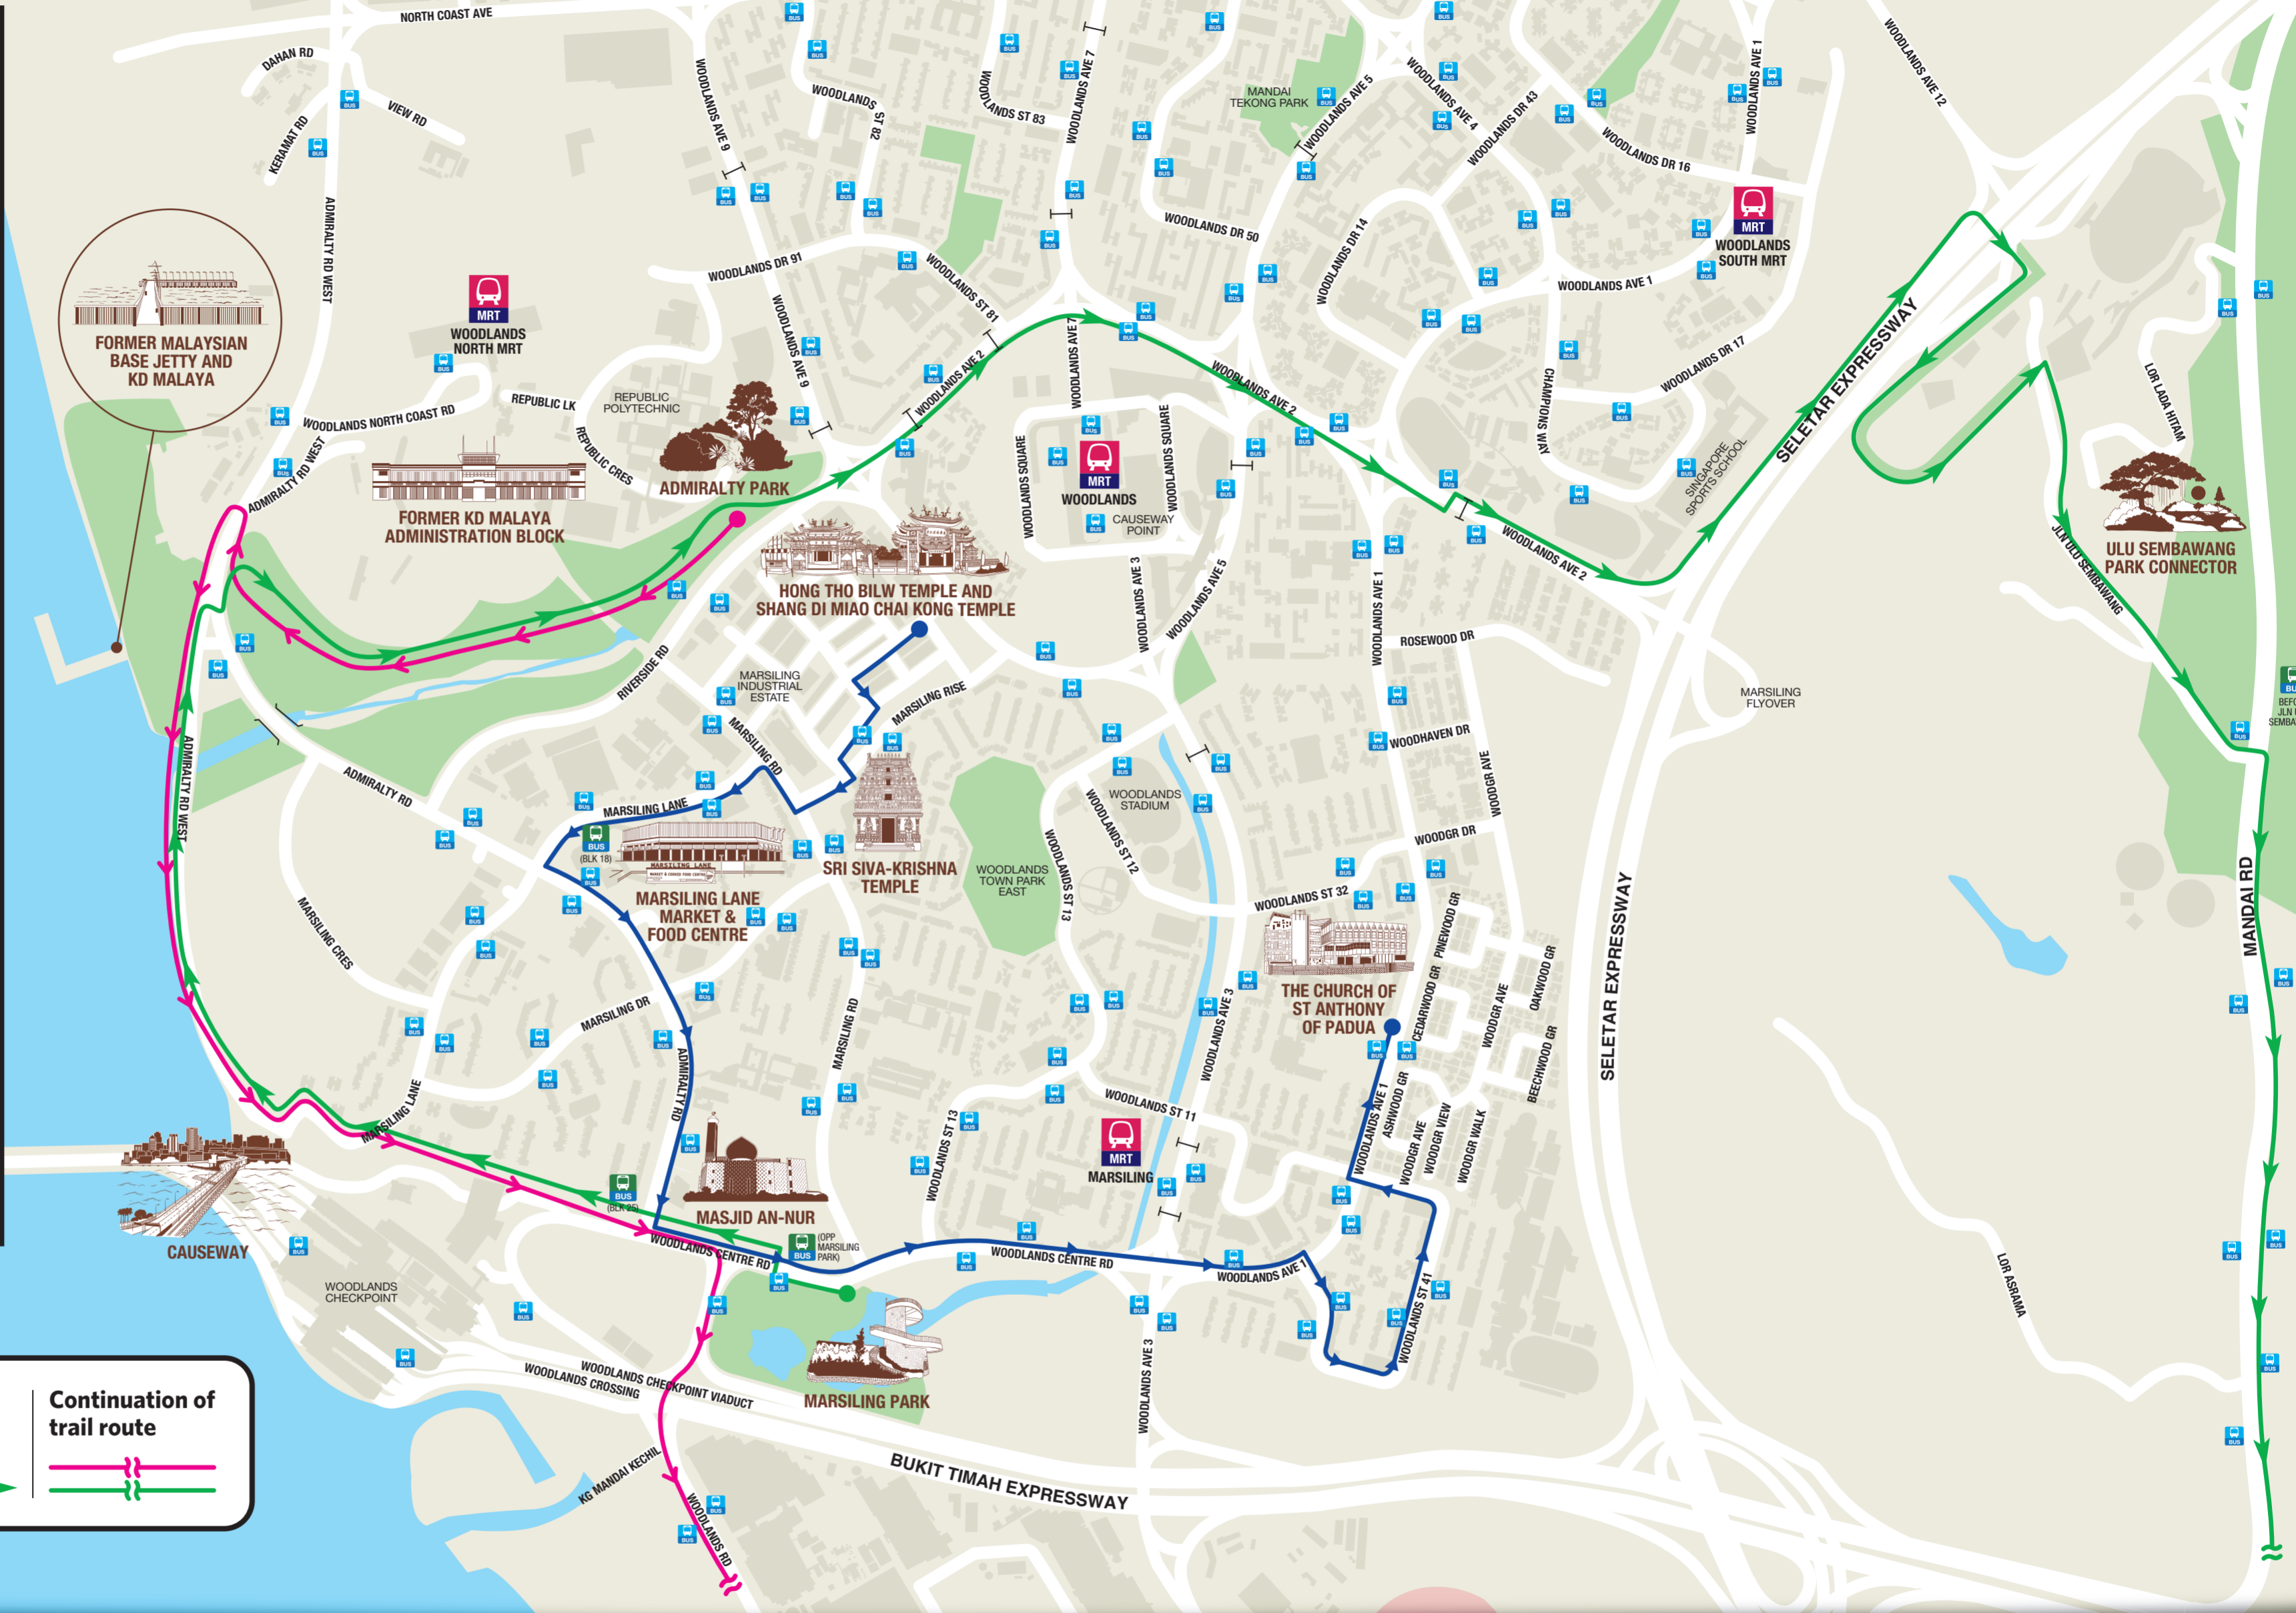 NORTH COAST AVE
DAHAN RD
VIEW RD
KERAMAT RD
ADMIRALTY RD WEST
WOODLANDS AVE 9
WOODLANDS
ST 82
WOODLANDS ST 83
WOODLANDS AVE 7
MANDAI
TEKONG PARK
WOODLANDS AVE 5
WOODLANDS AVE 4
WOODLANDS DR 43
WOODLANDS DR 16
WOODLANDS AVE 1
WOODLANDS AVE 12
MRT
WOODLANDS
SOUTH MRT
FORMER MALAYSIAN
BASE JETTY AND
KD MALAYA
MRT
WOODLANDS
NORTH MRT
WOODLANDS DR 91
WOODLANDS ST 81
WOODLANDS DR 50
WOODLANDS DR 14
WOODLANDS AVE 1
WOODLANDS AVE 9
WOODLANDS AVE 2
WOODLANDS AVE 7
WOODLANDS AVE 2
WOODLANDS DR 17
CHAMPIONS WAY
SINGAPORE
SPORTS SCHOOL
SELETAR EXPRESSWAY
LOR LADA HITAM
REPUBLIC LK
REPUBLIC
POLYTECHNIC
REPUBLIC CRES
WOODLANDS NORTH COAST RD
ADMIRALTY RD WEST
FORMER KD MALAYA
ADMINISTRATION BLOCK
ADMIRALTY PARK
WOODLANDS SQUARE
WOODLANDS SQUARE
MRT
WOODLANDS
CAUSEWAY
POINT
ULU SEMBAWANG
PARK CONNECTOR
JLN ULU SEMBAWANG
WOODLANDS AVE 2
HONG THO BILW TEMPLE AND
SHANG DI MIAO CHAI KONG TEMPLE
WOODLANDS AVE 3
WOODLANDS AVE 5
WOODLANDS AVE 1
ROSEWOOD DR
MARSILING
FLYOVER
RIVERSIDE RD
MARSILING
INDUSTRIAL
ESTATE
MARSILING RISE
MARSILING RD
WOODHAVEN DR
WOODGR AVE
BUS
BEFO
JLN U
SEMBA
ADMIRALTY RD WEST
ADMIRALTY RD
MARSILING LANE
BUS
(BLK 18)
MARSILING LANE
MARSILING LANE
MARKET &
FOOD CENTRE
SRI SIVA-KRISHNA
TEMPLE
WOODLANDS
TOWN PARK
EAST
WOODLANDS
STADIUM
WOODLANDS ST 12
WOODLANDS ST 13
WOODGR DR
WOODLANDS ST 32
THE CHURCH OF
ST ANTHONY
OF PADUA
PINEWOOD GR
CEDARWOOD GR
WOODGR AVE
OAKWOOD GR
BEECHWOOD GR
SELETAR EXPRESSWAY
MANDAI RD
MARSILING CRES
MARSILING DR
MARSILING RD
ADMIRALTY RD
MARSILING LANE
WOODLANDS AVE 3
WOODLANDS ST 11
WOODLANDS ST 13
MRT
MARSILING
WOODLANDS AVE 1
ASHWOOD GR
WOODGR AVE
WOODGR VIEW
WOODGR WALK
CAUSEWAY
BUS
(BLK 25)
MASJID AN-NUR
BUS
(OPP
MARSILING
PARK)
WOODLANDS CENTRE RD
WOODLANDS CENTRE RD
WOODLANDS AVE 1
WOODLANDS ST 41
LOR ASRAMA
WOODLANDS
CHECKPOINT
WOODLANDS CHECKPOINT VIADUCT
WOODLANDS CROSSING
MARSILING PARK
WOODLANDS AVE 3
BUKIT TIMAH EXPRESSWAY
KG MANDAI KECHIL
WOODLANDS RD
Continuation of
trail route